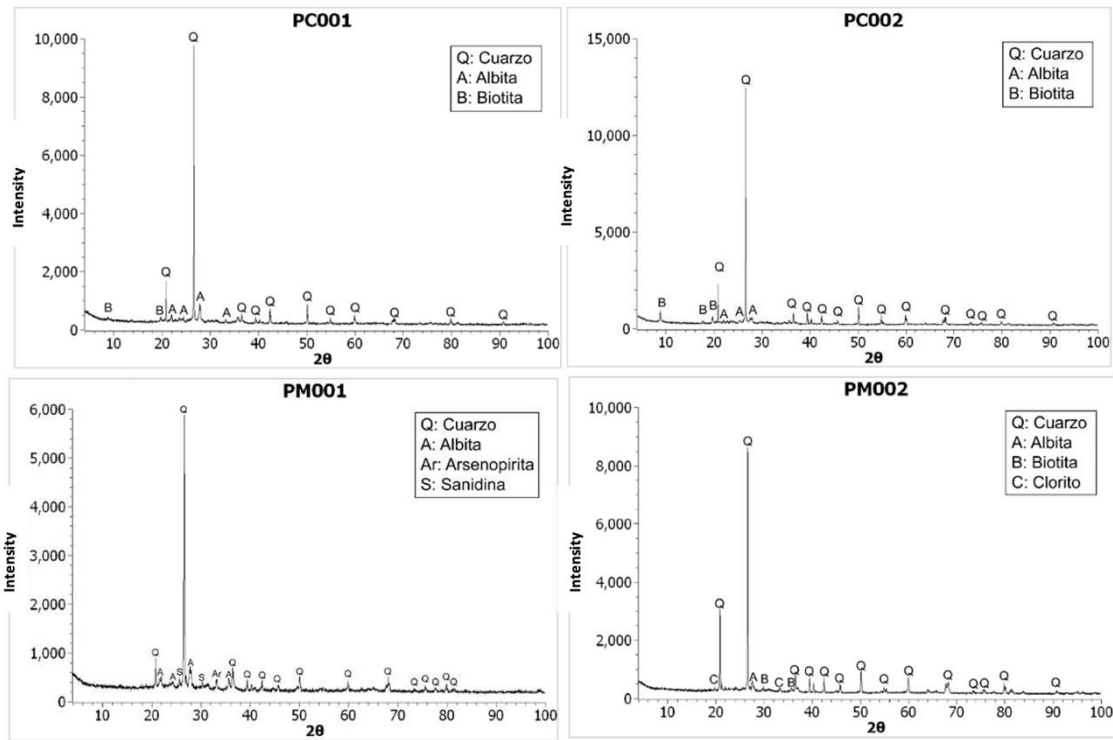 PC001
Q: Cuarzo
A: Albita
B: Biotita
10,000
8,000
6,000
4,000
2,000
0
Intensity
Q
Q
B
B
A
A
A
A
Q
Q
Q
Q
Q
Q
Q
Q
Q
10 20 30 40 50 60 70 80 90 100
2θ
PC002
Q: Cuarzo
A: Albita
B: Biotita
15,000
10,000
5,000
0
Intensity
Q
Q
B
B
B
A
A
A
Q
Q
Q
Q
Q
Q
Q
Q
Q
Q
Q
Q
10 20 30 40 50 60 70 80 90 100
2θ
PM001
Q: Cuarzo
A: Albita
Ar: Arsenopirita
S: Sanidina
6,000
5,000
4,000
3,000
2,000
1,000
0
Intensity
Q
Q
A
A
S
A
S
Ar
A
Q
Q
Q
Q
Q
Q
Q
Q
Q
Q
Q
Q
10 20 30 40 50 60 70 80 90 100
2θ
PM002
Q: Cuarzo
A: Albita
B: Biotita
C: Clorito
10,000
8,000
6,000
4,000
2,000
0
Intensity
Q
Q
C
A
B
C
B
Q
Q
Q
Q
Q
Q
Q
Q
Q
Q
Q
Q
10 20 30 40 50 60 70 80 90 100
2θ